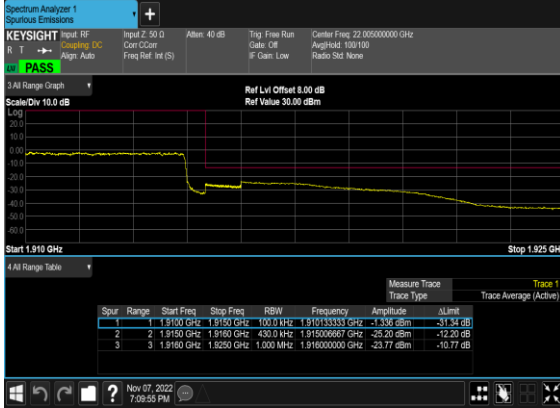 Spectrum Analyzer 1
Spurious Emissions
+
KEYSIGHT Input: RF Input Z: 50 Ω Atten: 40 dB Trig: Free Run Center Freq: 22.005000000 GHz
R T Coupling: DC Corr CCorr Gate: Off Avg|Hold: 100/100
Align: Auto Freq Ref: Int (S) IF Gain: Low Radio Std: None
PASS
3 All Range Graph Ref Lvl Offset 8.00 dB
Scale/Div 10.0 dB Ref Value 30.00 dBm
Log
20.0
10.0
0.00
-10.0
-20.0
-30.0
-40.0
-50.0
-60.0
Start 1.910 GHz Stop 1.925 GH
4 All Range Table
Measure Trace Trace 1
Trace Type Trace Average (Active)
Spur Range Start Freq Stop Freq RBW Frequency Amplitude ΔLimit
1 1 1.9100 GHz 1.9150 GHz 100.0 kHz 1.910133333 GHz -1.336 dBm -31.34 dB
2 2 1.9150 GHz 1.9160 GHz 430.0 kHz 1.915006667 GHz -25.20 dBm -12.20 dB
3 3 1.9160 GHz 1.9250 GHz 1.000 MHz 1.916000000 GHz -23.77 dBm -10.77 dB
? Nov 07, 2022
7:09:55 PM